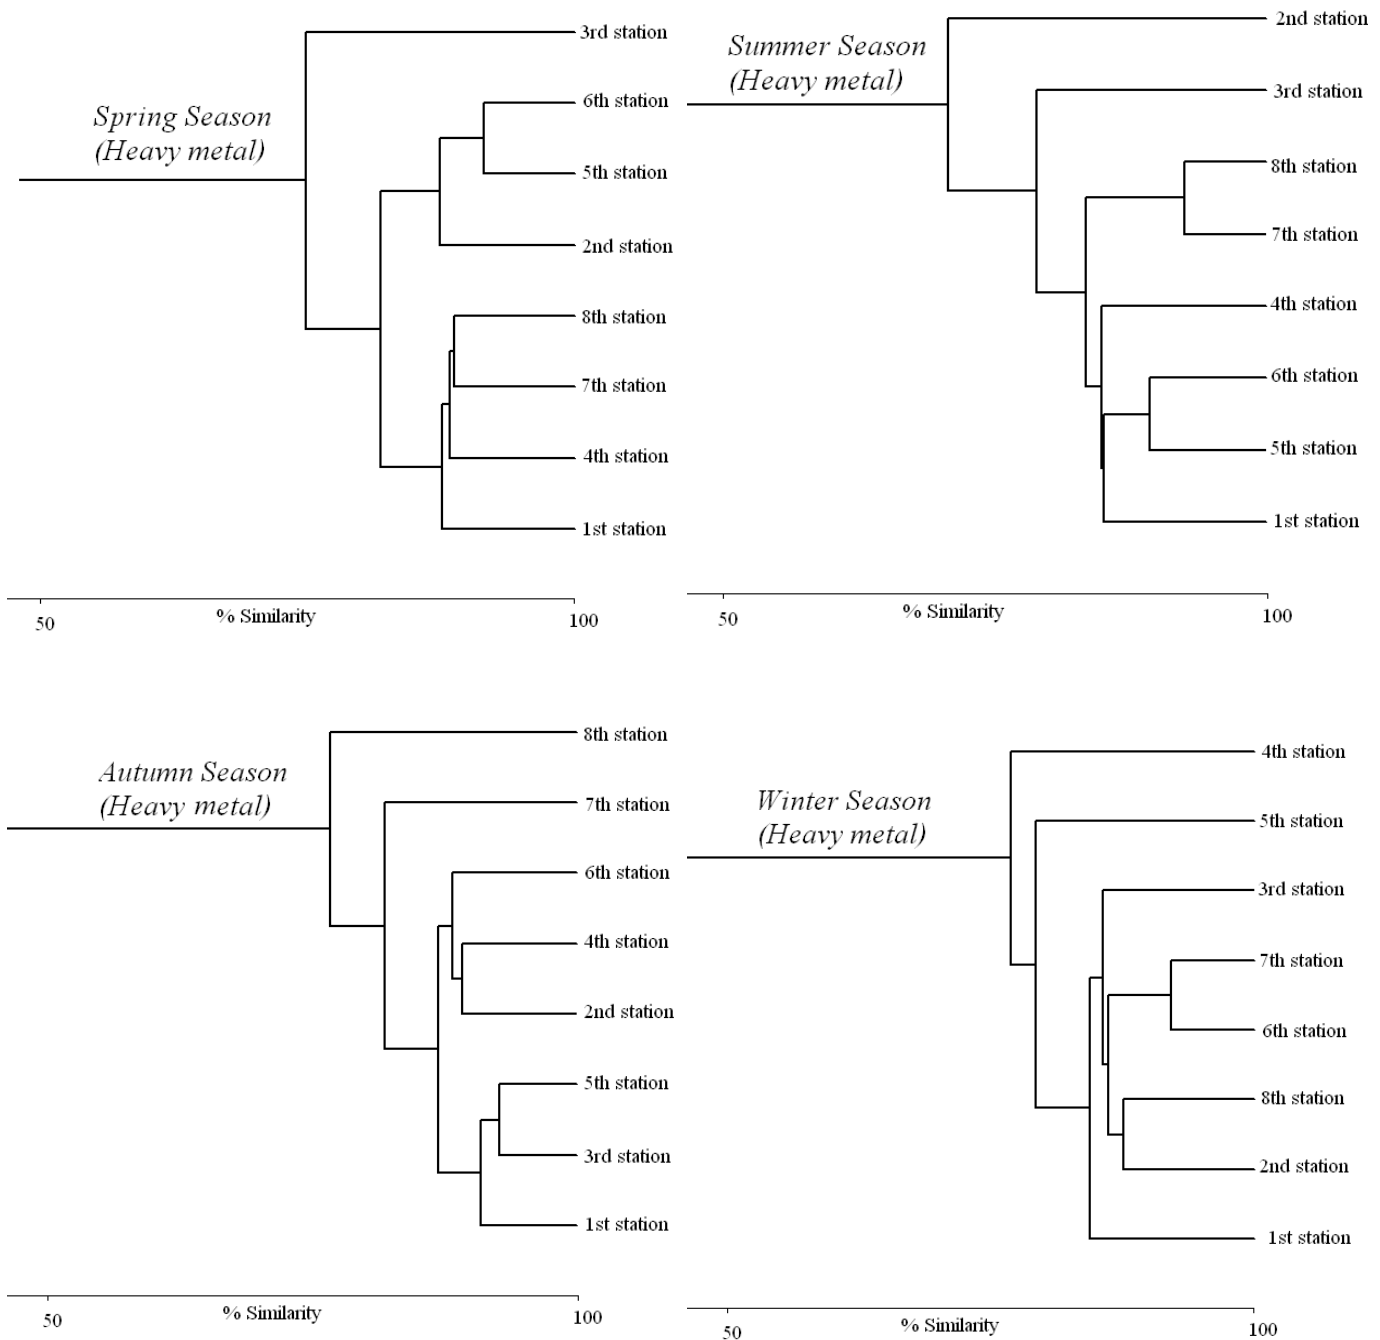 Spring Season
(Heavy metal)
3rd station
6th station
5th station
2nd station
8th station
7th station
4th station
1st station
50
% Similarity
100
Summer Season
(Heavy metal)
2nd station
3rd station
8th station
7th station
4th station
6th station
5th station
1st station
50
% Similarity
100
Autumn Season
(Heavy metal)
8th station
7th station
6th station
4th station
2nd station
5th station
3rd station
1st station
50
% Similarity
100
Winter Season
(Heavy metal)
4th station
5th station
3rd station
7th station
6th station
8th station
2nd station
1st station
50
% Similarity
100